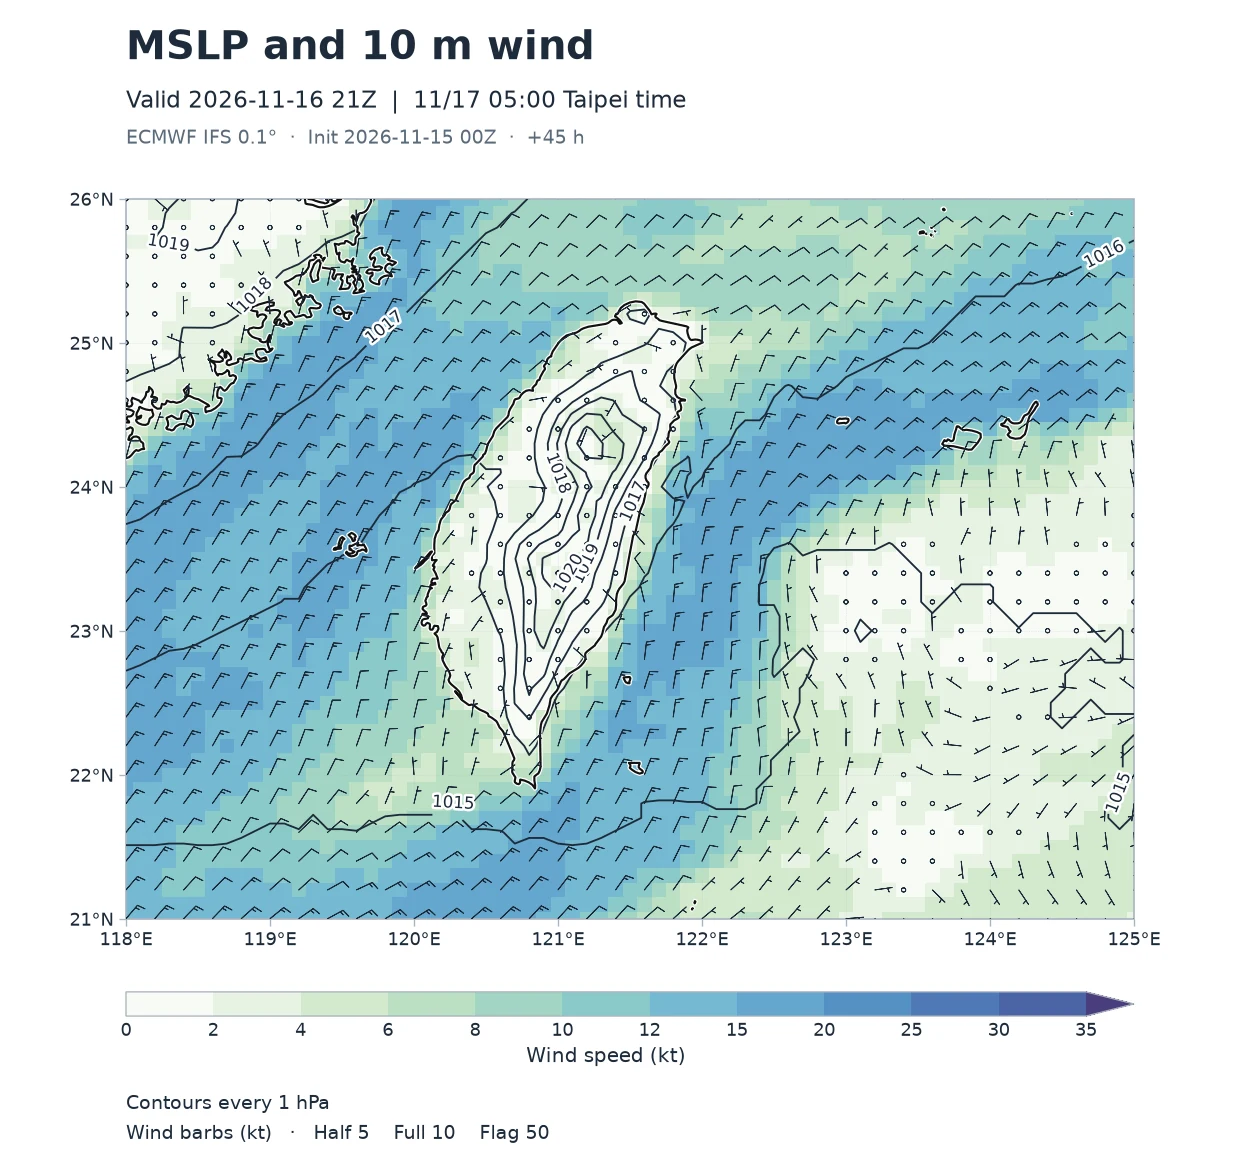 MSLP and 10 m wind
Valid 2026-11-16 21Z | 11/17 05:00 Taipei time
ECMWF IFS 0.1° · Init 2026-11-15 00Z · +45 h
26°N
25°N
24°N
23°N
22°N
21°N
1019
1018
1017
1016
1018
1017
1019
1020
1015
1015
118°E 119°E 120°E 121°E 122°E 123°E 124°E 125°E
0 2 4 6 8 10 12 15 20 25 30 35
Wind speed (kt)
Contours every 1 hPa
Wind barbs (kt) · Half 5 Full 10 Flag 50